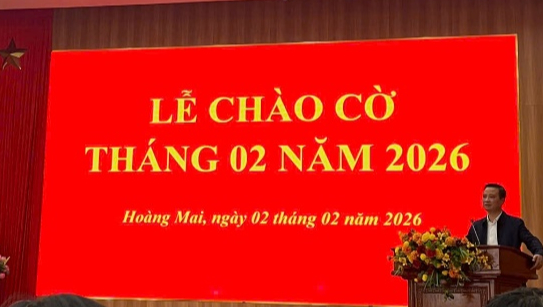 LỄ CHÀO CỜ
THÁNG 02 NĂM 2026
Hoàng Mai, ngày 02 tháng 02 năm 2026